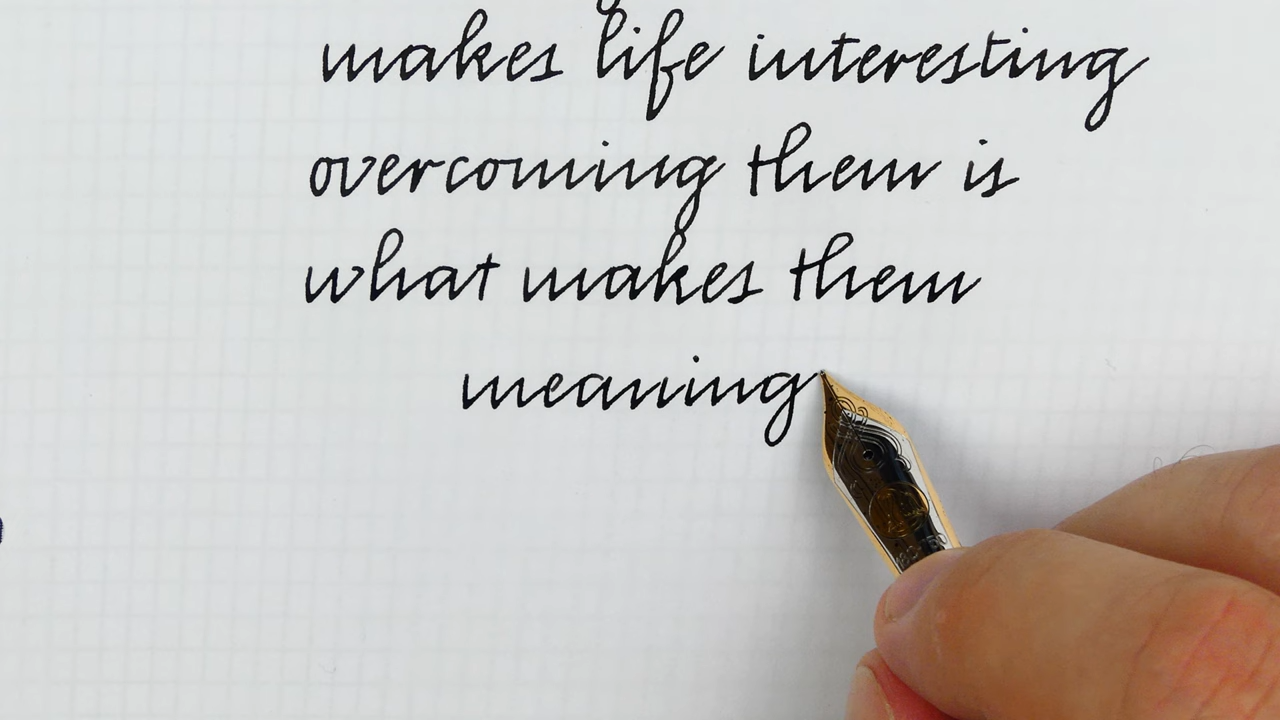 makes life interesting
overcoming them is
what makes them
meaning